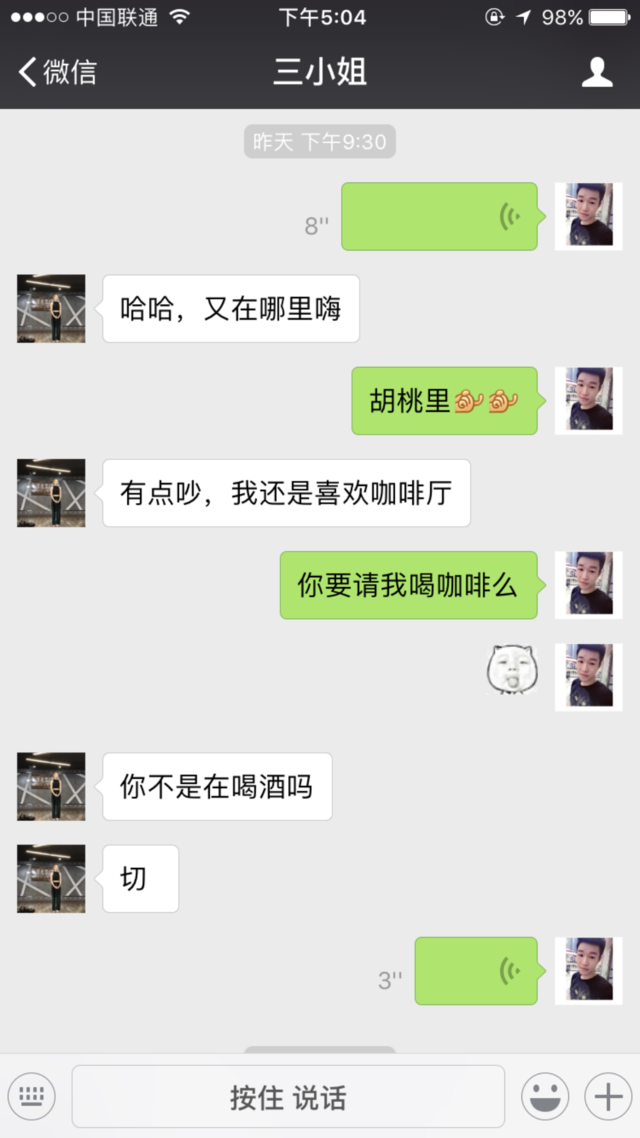 中国联通 下午5:04 98%
微信 三小姐
昨天 下午9:30
8''
哈哈，又在哪里嗨
胡桃里
有点吵，我还是喜欢咖啡厅
你要请我喝咖啡么
你不是在喝酒吗
切
3''
按住 说话